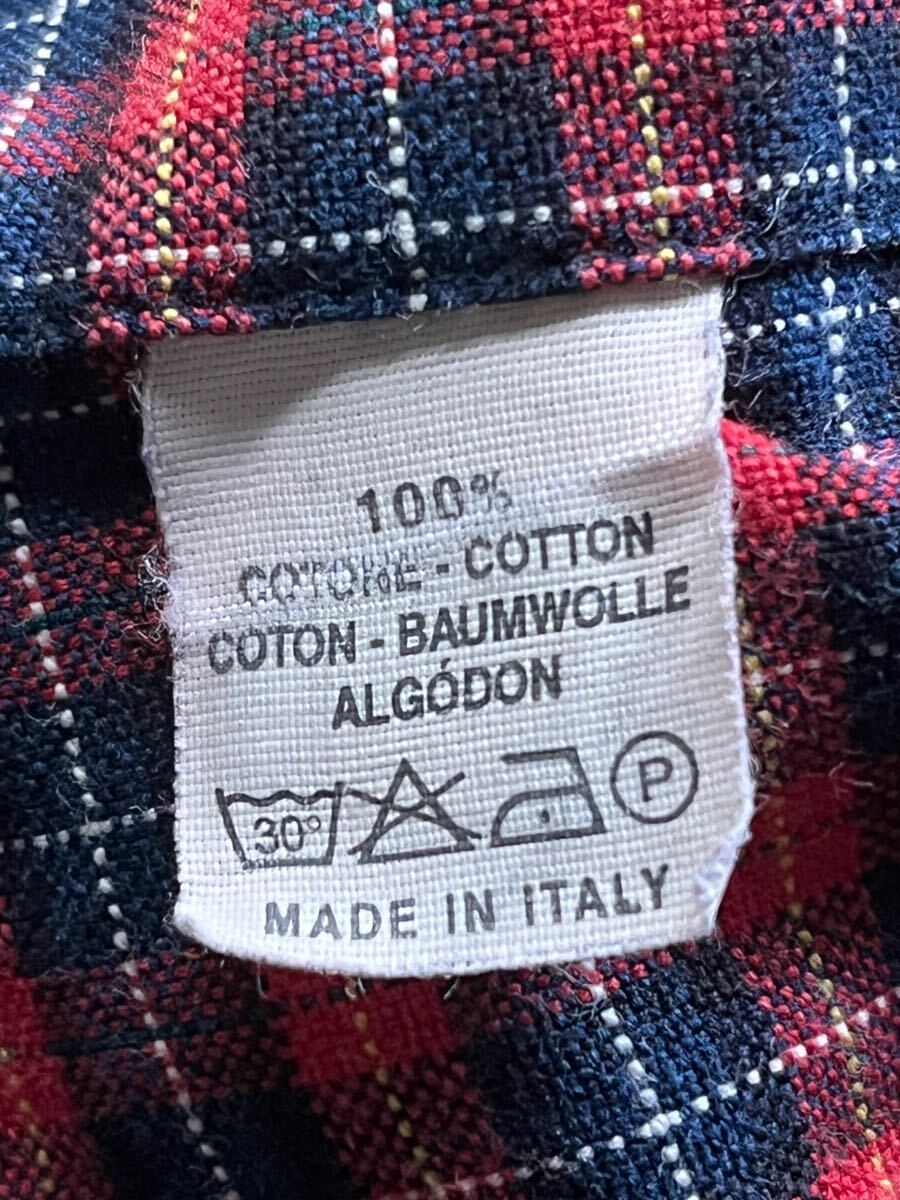 100%
COTONE - COTTON
COTON - BAUMWOLLE
ALGÓDON
30° P
MADE IN ITALY